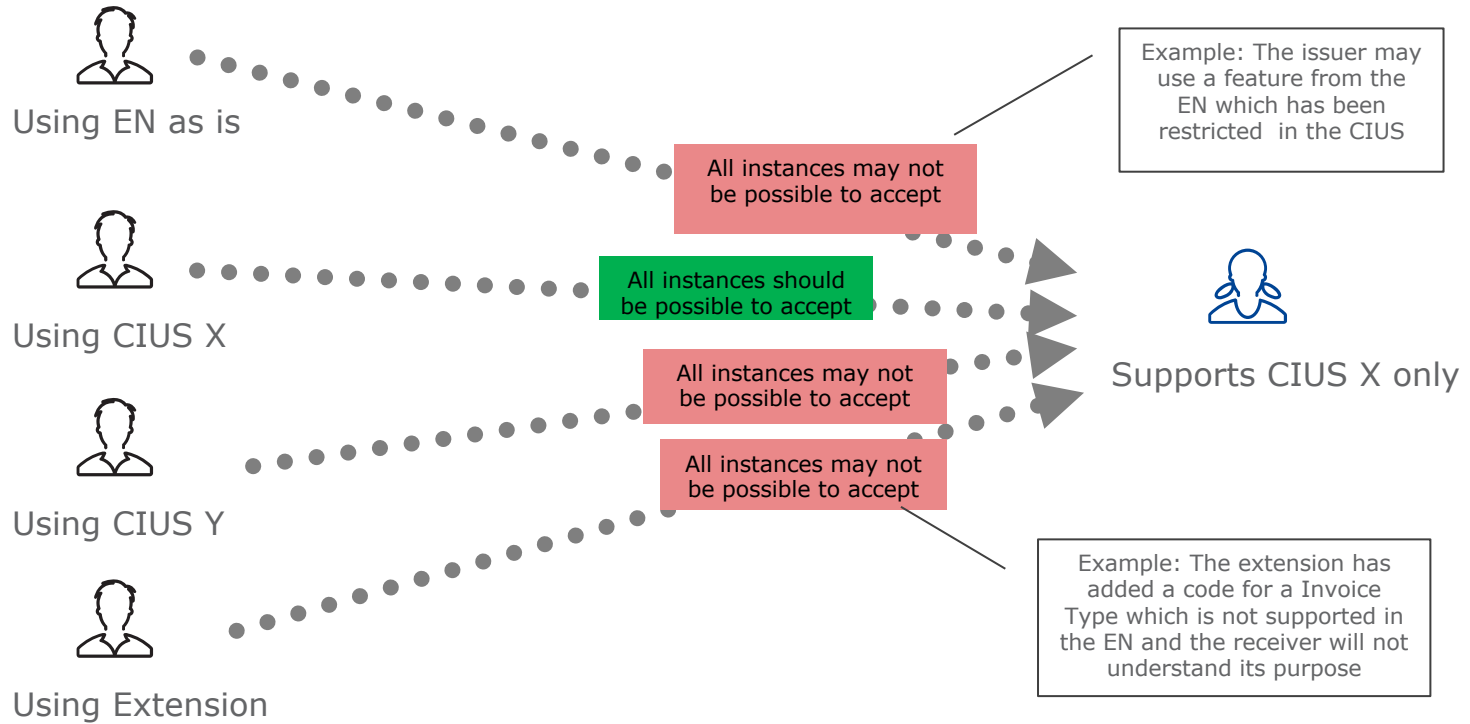 Using EN as is
Example: The issuer may
use a feature from the
EN which has been
restricted in the CIUS
All instances may not
be possible to accept
Using CIUS X
All instances should
be possible to accept
Supports CIUS X only
All instances may not
be possible to accept
Using CIUS Y
All instances may not
be possible to accept
Using Extension
Example: The extension has
added a code for a Invoice
Type which is not supported in
the EN and the receiver will not
understand its purpose